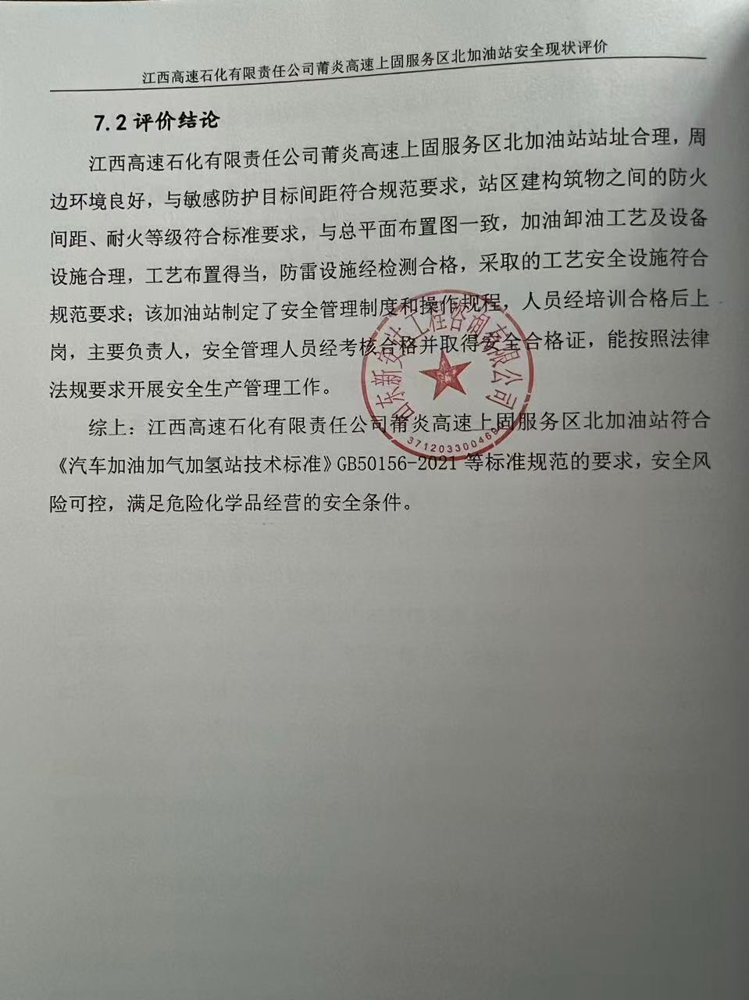 江西高速石化有限责任公司莆炎高速上固服务区北加油站安全现状评价
7.2评价结论
江西高速石化有限责任公司莆炎高速上固服务区北加油站站址合理，周
边环境良好，与敏感防护目标间距符合规范要求，站区建构筑物之间的防火
间距、耐火等级符合标准要求，与总平面布置图一致，加油卸油工艺及设备
设施合理，工艺布置得当，防雷设施经检测合格，采取的工艺安全设施符合
规范要求；该加油站制定了安全管理制度和操作规程，人员经培训合格后上
岗，主要负责人，安全管理人员经考核合格并取得安全合格证，能按照法律
法规要求开展安全生产管理工作。
综上：江西高速石化有限责任公司莆炎高速上固服务区北加油站符合
《汽车加油加气加氢站技术标准》GB50156-2021等标准规范的要求，安全风
险可控，满足危险化学品经营的安全条件。
山东新安达工程咨询有限公司